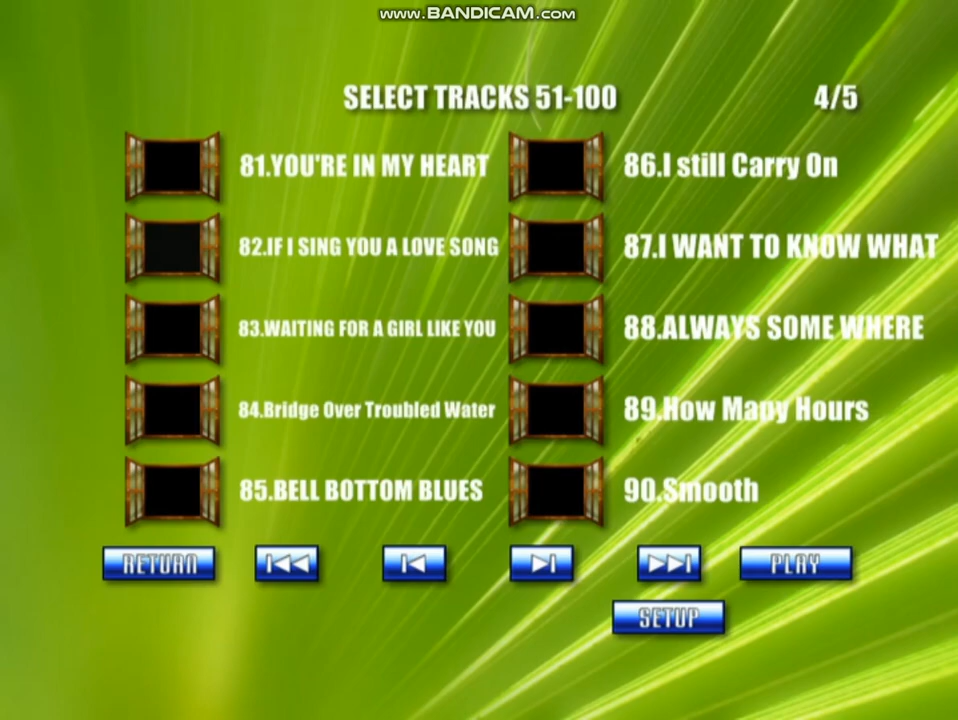 www.BANDICAM.com
SELECT TRACKS 51-100
4/5
81.YOU'RE IN MY HEART
82.IF I SING YOU A LOVE SONG
83.WAITING FOR A GIRL LIKE YOU
84.Bridge Over Troubled Water
85.BELL BOTTOM BLUES
86.I still Carry On
87.I WANT TO KNOW WHAT
88.ALWAYS SOME WHERE
89.How Many Hours
90.Smooth
RETURN
PLAY
SETUP